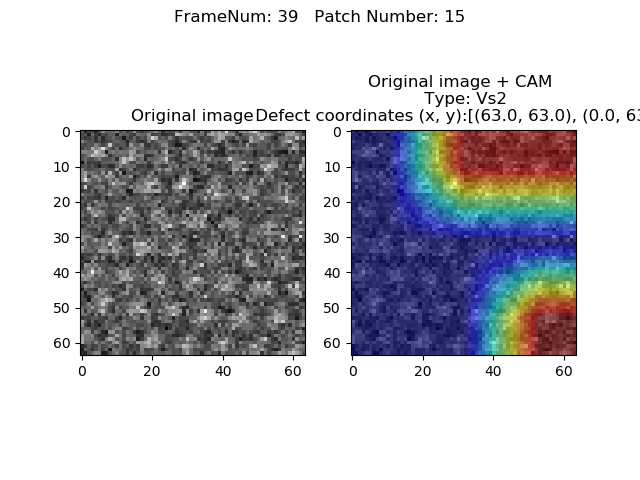 FrameNum: 39   Patch Number: 15
Original image + CAM
Type: Vs2
Original image
Defect coordinates (x, y):[(63.0, 63.0), (0.0, 63
0
10
20
30
40
50
60
0 20 40 60
0
10
20
30
40
50
60
0 20 40 60